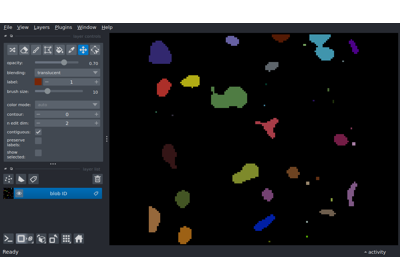 File View Layers Plugins Window Help
opacity: 0.70
blending: translucent
label: 1
brush size: 10
color mode:
contour: 0
n edit dim: 2
contiguous:
preserve labels:
show selected:
blob ID
Ready
activity